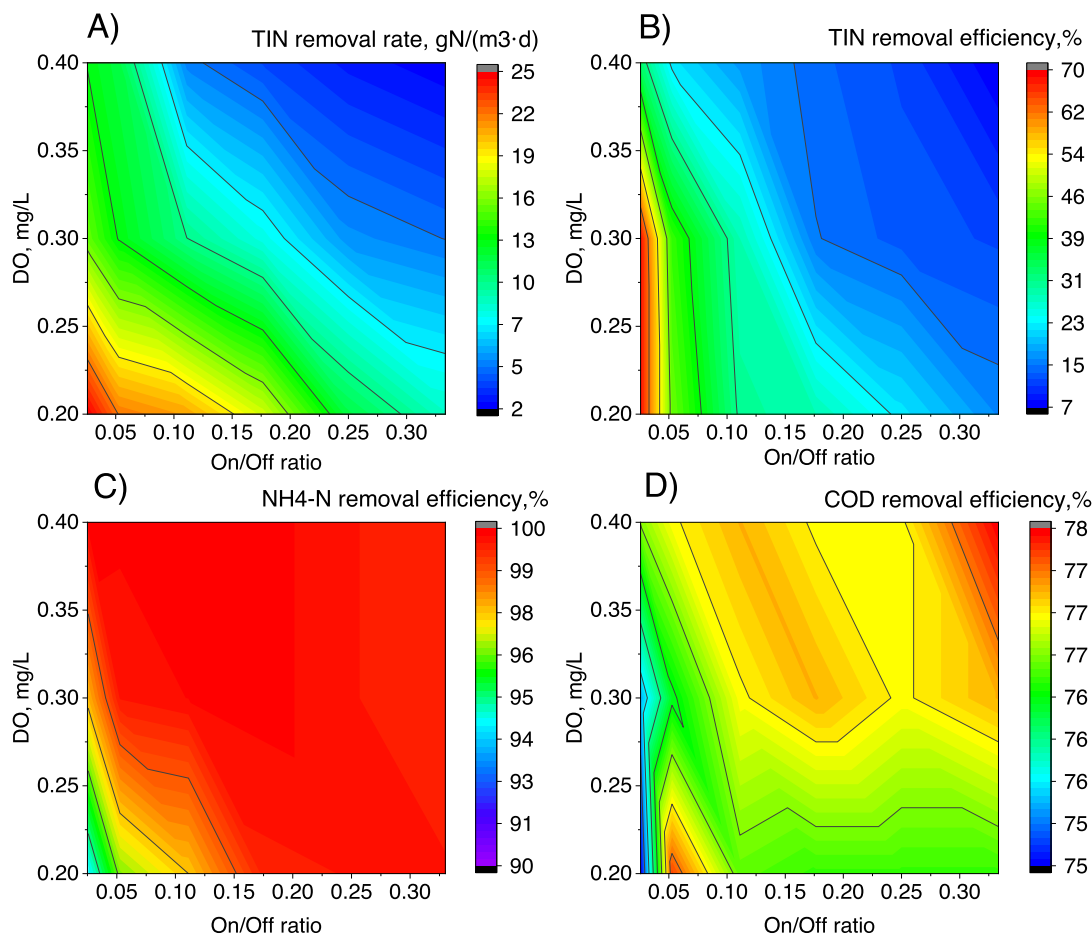 A)
TIN removal rate, gN/(m3·d)
0.40
0.35
0.30
0.25
0.20
DO, mg/L
0.05 0.10 0.15 0.20 0.25 0.30
On/Off ratio
25
22
19
16
13
10
7
5
2
B)
TIN removal efficiency,%
0.40
0.35
0.30
0.25
0.20
DO, mg/L
0.05 0.10 0.15 0.20 0.25 0.30
On/Off ratio
70
62
54
46
39
31
23
15
7
C)
NH4-N removal efficiency,%
0.40
0.35
0.30
0.25
0.20
DO, mg/L
0.05 0.10 0.15 0.20 0.25 0.30
On/Off ratio
100
99
98
96
95
94
93
91
90
D)
COD removal efficiency,%
0.40
0.35
0.30
0.25
0.20
DO, mg/L
0.05 0.10 0.15 0.20 0.25 0.30
On/Off ratio
78
77
77
77
76
76
76
75
75